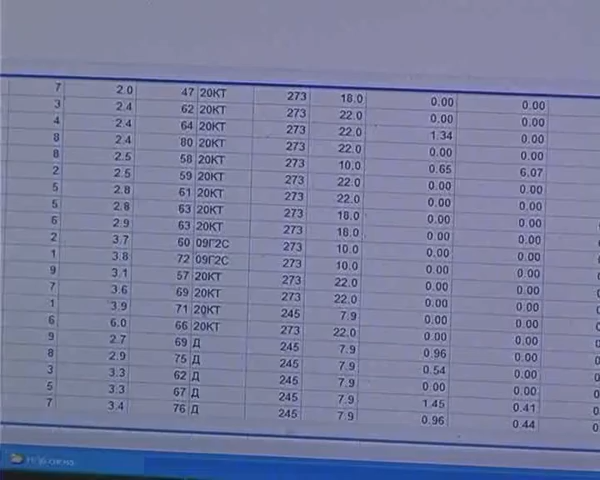 7 2.0 47 20КТ 273 18.0 0.00 0.00
3 2.4 62 20КТ 273 22.0 0.00 0.00
4 2.4 64 20КТ 273 22.0 1.34 0.00
8 2.4 80 20КТ 273 22.0 0.00 0.00
8 2.5 58 20КТ 273 10.0 0.65 6.07
2 2.5 59 20КТ 273 22.0 0.00 0.00
5 2.8 61 20КТ 273 22.0 0.00 0.00
5 2.8 63 20КТ 273 18.0 0.00 0.00
6 2.9 63 20КТ 273 18.0 0.00 0.00
2 3.7 60 09Г2С 273 10.0 0.00 0.00
1 3.8 72 09Г2С 273 10.0 0.00 0.00
9 3.1 57 20КТ 273 22.0 0.00 0.00
7 3.6 69 20КТ 273 22.0 0.00 0.00
1 3.9 71 20КТ 245 7.9 0.00 0.00
6 6.0 66 20КТ 273 22.0 0.00 0.00
9 2.7 69 Д 245 7.9 0.96 0.00
8 2.9 75 Д 245 7.9 0.54 0.00
3 3.3 62 Д 245 7.9 0.00 0.00
5 3.3 67 Д 245 7.9 1.45 0.41
7 3.4 76 Д 245 7.9 0.96 0.44